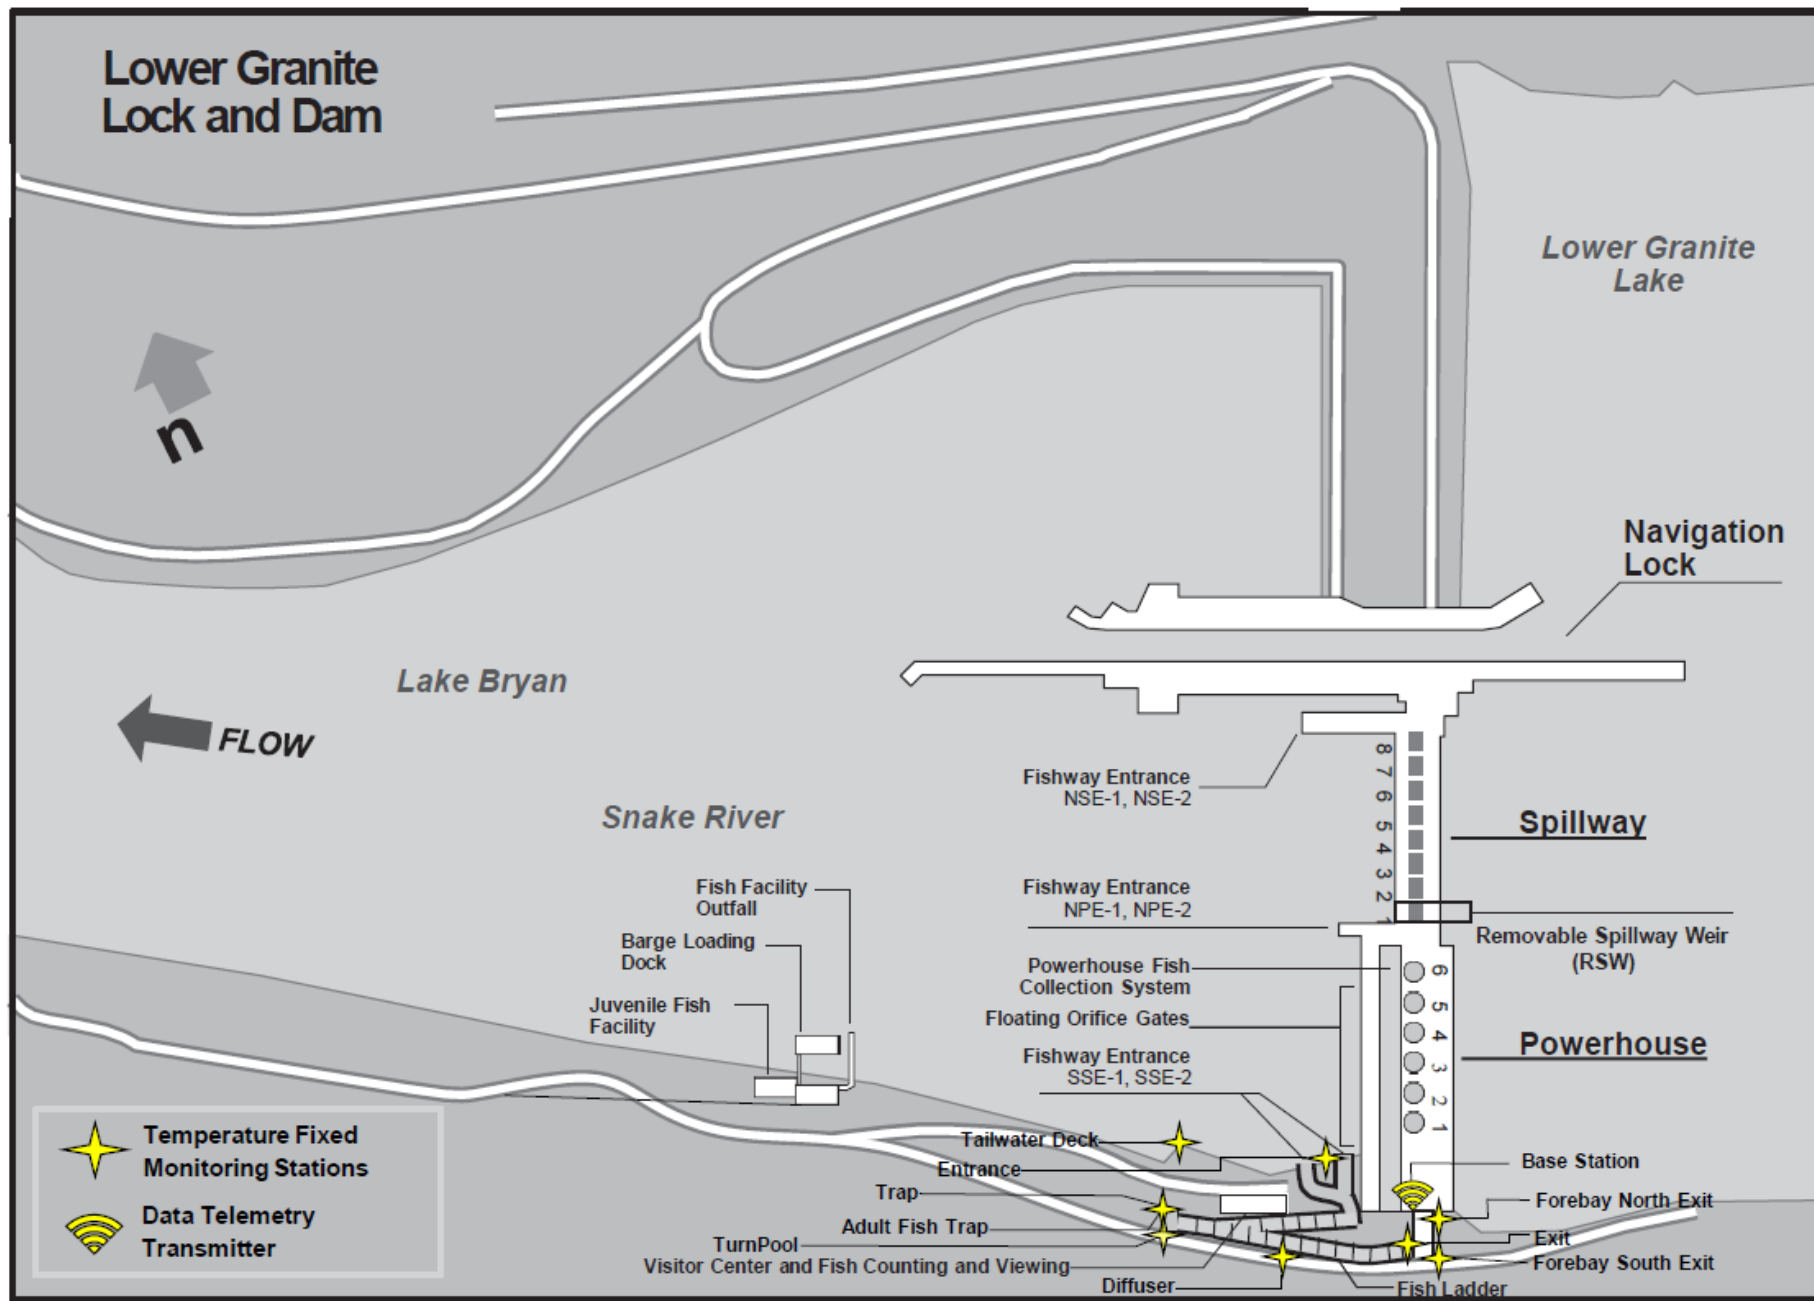 Lower Granite
Lock and Dam
Lower Granite
Lake
n
Navigation
Lock
Lake Bryan
FLOW
Snake River
Fishway Entrance
NSE-1, NSE-2
8
7
6
5
4
3
2
1
Spillway
Fish Facility
Outfall
Fishway Entrance
NPE-1, NPE-2
Removable Spillway Weir
(RSW)
Barge Loading
Dock
Powerhouse Fish
Collection System
6
5
4
3
2
1
Juvenile Fish
Facility
Floating Orifice Gates
Powerhouse
Fishway Entrance
SSE-1, SSE-2
Temperature Fixed
Monitoring Stations
Data Telemetry
Transmitter
Tailwater Deck
Entrance
Base Station
Trap
Forebay North Exit
Adult Fish Trap
TurnPool
Exit
Visitor Center and Fish Counting and Viewing
Forebay South Exit
Diffuser
Fish Ladder